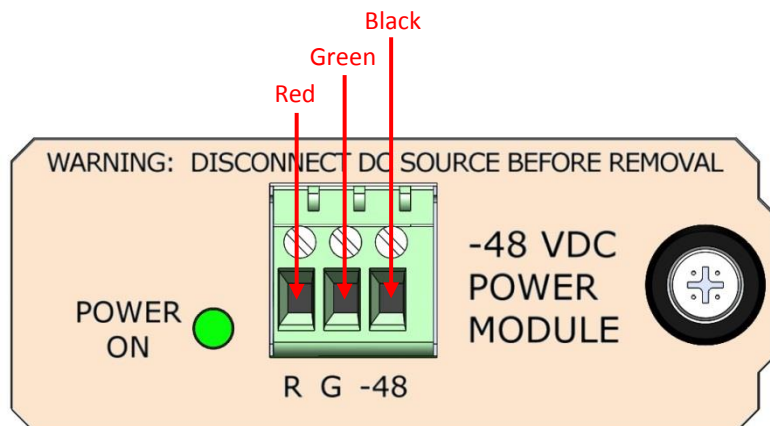 Black
Green
Red
WARNING: DISCONNECT DC SOURCE BEFORE REMOVAL
-48 VDC
POWER
MODULE
POWER
ON
R G -48